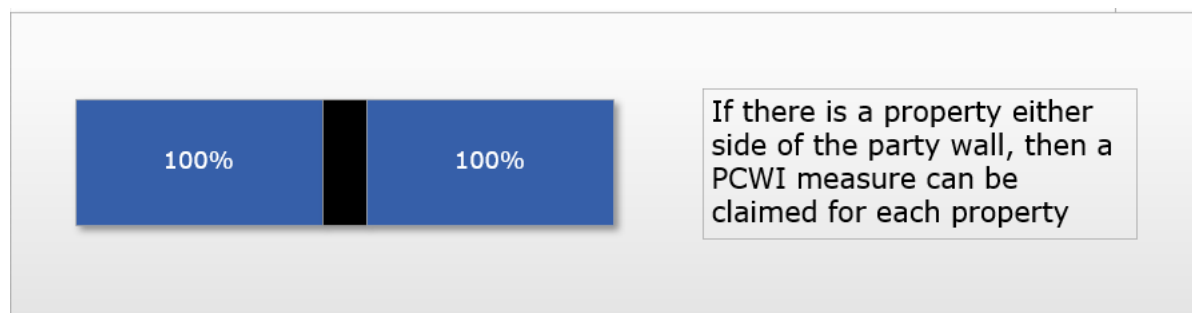 100%
100%
If there is a property either
side of the party wall, then a
PCWI measure can be
claimed for each property